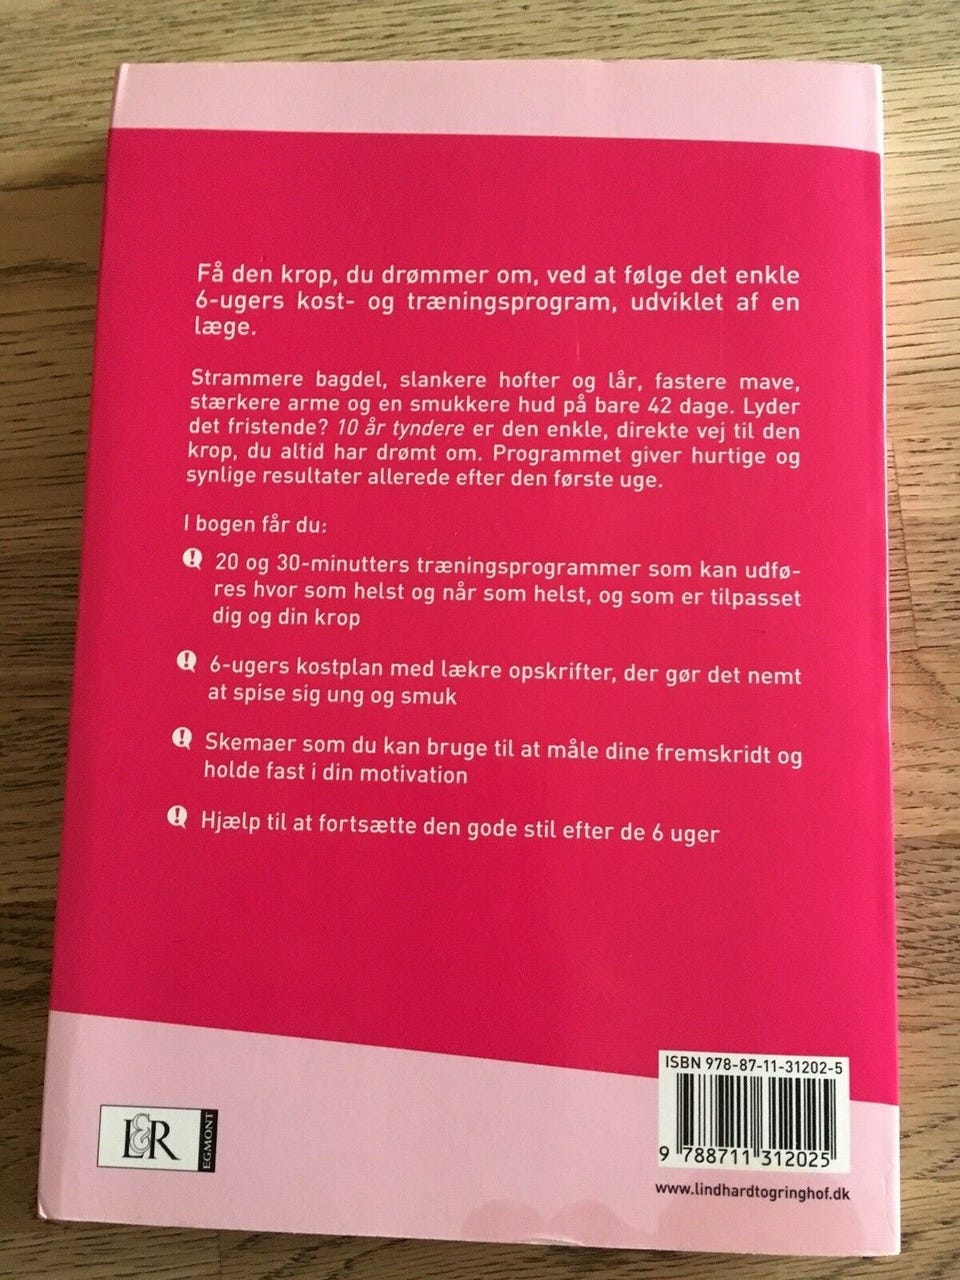 Få den krop, du drømmer om, ved at følge det enkle
6-ugers kost- og træningsprogram, udviklet af en
læge.
Strammere bagdel, slankere hofter og lår, fastere mave,
stærkere arme og en smukkere hud på bare 42 dage. Lyder
det fristende? 10 år tyndere er den enkle, direkte vej til den
krop, du altid har drømt om. Programmet giver hurtige og
synlige resultater allerede efter den første uge.
I bogen får du:
! 20 og 30-minutters træningsprogrammer som kan udfø-
res hvor som helst og når som helst, og som er tilpasset
dig og din krop
! 6-ugers kostplan med lækre opskrifter, der gør det nemt
at spise sig ung og smuk
! Skemaer som du kan bruge til at måle dine fremskridt og
holde fast i din motivation
! Hjælp til at fortsætte den gode stil efter de 6 uger
ISBN 978-87-11-31202-5
9 788711 312025
www.lindhardtogringhof.dk
L&R
EGMONT